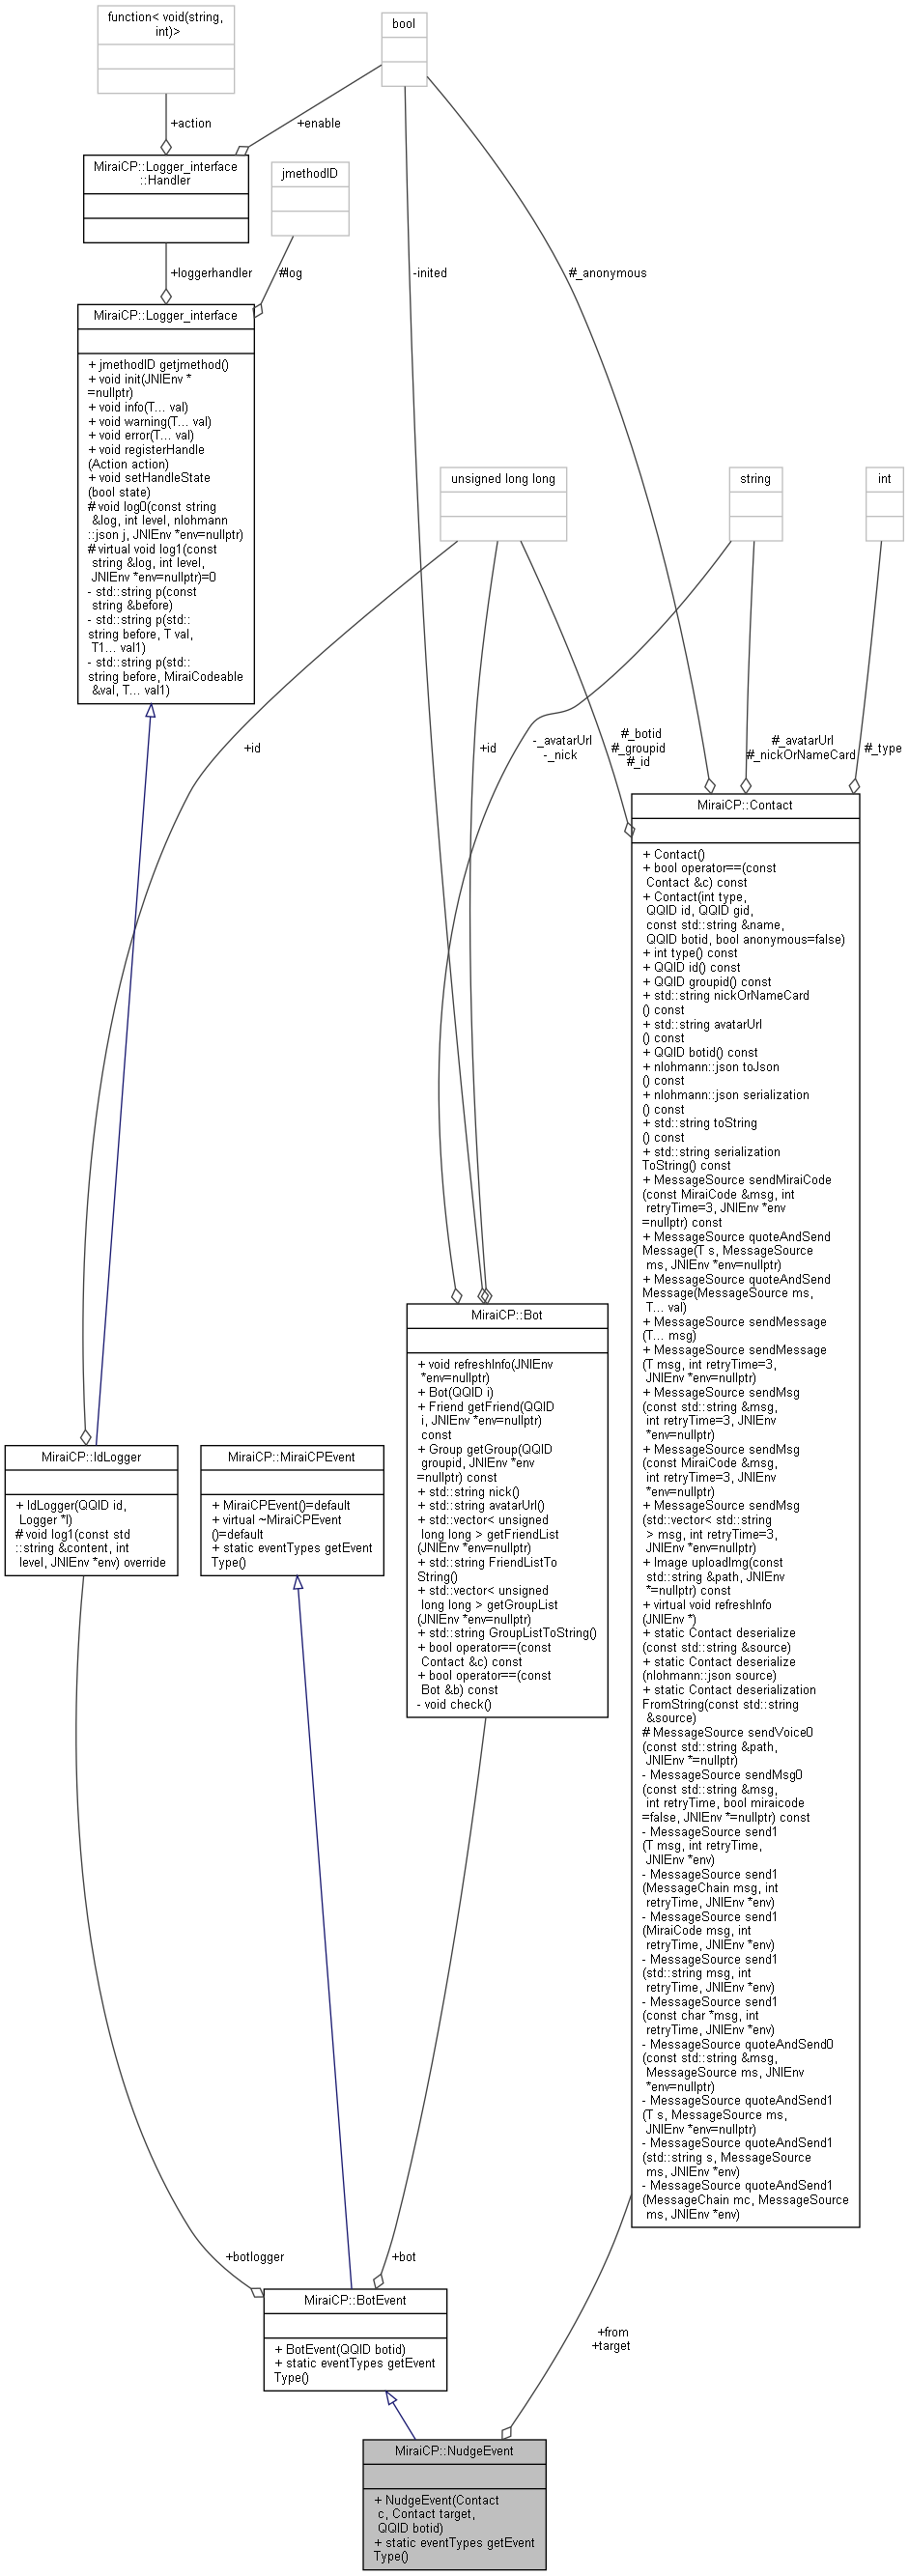 function< void(string,
int)>
bool
+action
+enable
MiraiCP::Logger_interface
::Handler
jmethodID
+loggerhandler
#log
-inited
#_anonymous
MiraiCP::Logger_interface
+ jmethodID getjmethod()
+ void init(JNIEnv *
=nullptr)
+ void info(T... val)
+ void warning(T... val)
+ void error(T... val)
+ void registerHandle
(Action action)
+ void setHandleState
(bool state)
# void log0(const string
&log, int level, nlohmann
::json j, JNIEnv *env=nullptr)
# virtual void log1(const
string &log, int level,
JNIEnv *env=nullptr)=0
- std::string p(const
string &before)
- std::string p(std::
string before, T val,
T1... val1)
- std::string p(std::
string before, MiraiCodeable
&val, T... val1)
unsigned long long
string
int
+id
-_avatarUrl
-_nick
+id
#_botid
#_groupid
#_id
#_avatarUrl
#_nickOrNameCard
#_type
MiraiCP::Contact
+ Contact()
+ bool operator==(const
Contact &c) const
+ Contact(int type,
QQID id, QQID gid,
const std::string &name,
QQID botid, bool anonymous=false)
+ int type() const
+ QQID id() const
+ QQID groupid() const
+ std::string nickOrNameCard
() const
+ std::string avatarUrl
() const
+ QQID botid() const
+ nlohmann::json toJson
() const
+ nlohmann::json serialization
() const
+ std::string toString
() const
+ std::string serialization
ToString() const
+ MessageSource sendMiraiCode
(const MiraiCode &msg, int
retryTime=3, JNIEnv *env
=nullptr) const
+ MessageSource quoteAndSend
Message(T s, MessageSource
ms, JNIEnv *env=nullptr)
+ MessageSource quoteAndSend
Message(MessageSource ms,
T... val)
+ MessageSource sendMessage
(T... msg)
+ MessageSource sendMessage
(T msg, int retryTime=3,
JNIEnv *env=nullptr)
+ MessageSource sendMsg
(const std::string &msg,
int retryTime=3, JNIEnv
*env=nullptr)
+ MessageSource sendMsg
(const MiraiCode &msg,
int retryTime=3, JNIEnv
*env=nullptr)
+ MessageSource sendMsg
(std::vector< std::string
> msg, int retryTime=3,
JNIEnv *env=nullptr)
+ Image uploadImg(const
std::string &path, JNIEnv
*=nullptr) const
+ virtual void refreshInfo
(JNIEnv *)
+ static Contact deserialize
(const std::string &source)
+ static Contact deserialize
(nlohmann::json source)
+ static Contact deserialization
FromString(const std::string
&source)
# MessageSource sendVoice0
(const std::string &path,
JNIEnv *=nullptr)
- MessageSource sendMsg0
(const std::string &msg,
int retryTime, bool miraicode
=false, JNIEnv *=nullptr) const
- MessageSource send1
(T msg, int retryTime,
JNIEnv *env)
- MessageSource send1
(MessageChain msg, int
retryTime, JNIEnv *env)
- MessageSource send1
(MiraiCode msg, int
retryTime, JNIEnv *env)
- MessageSource send1
(std::string msg, int
retryTime, JNIEnv *env)
- MessageSource send1
(const char *msg, int
retryTime, JNIEnv *env)
- MessageSource quoteAndSend0
(const std::string &msg,
MessageSource ms, JNIEnv
*env=nullptr)
- MessageSource quoteAndSend1
(T s, MessageSource ms,
JNIEnv *env=nullptr)
- MessageSource quoteAndSend1
(std::string s, MessageSource
ms, JNIEnv *env)
- MessageSource quoteAndSend1
(MessageChain mc, MessageSource
ms, JNIEnv *env)
MiraiCP::Bot
+ void refreshInfo(JNIEnv
*env=nullptr)
+ Bot(QQID i)
+ Friend getFriend(QQID
i, JNIEnv *env=nullptr)
const
+ Group getGroup(QQID
groupid, JNIEnv *env
=nullptr) const
+ std::string nick()
+ std::string avatarUrl()
+ std::vector< unsigned
long long > getFriendList
(JNIEnv *env=nullptr)
+ std::string FriendListTo
String()
+ std::vector< unsigned
long long > getGroupList
(JNIEnv *env=nullptr)
+ std::string GroupListToString()
+ bool operator==(const
Contact &c) const
+ bool operator==(const
Bot &b) const
- void check()
MiraiCP::IdLogger
+ IdLogger(QQID id,
Logger *l)
# void log1(const std
::string &content, int
level, JNIEnv *env) override
MiraiCP::MiraiCPEvent
+ MiraiCPEvent()=default
+ virtual ~MiraiCPEvent
()=default
+ static eventTypes getEvent
Type()
+botlogger
+bot
MiraiCP::BotEvent
+ BotEvent(QQID botid)
+ static eventTypes getEvent
Type()
+from
+target
MiraiCP::NudgeEvent
+ NudgeEvent(Contact
c, Contact target,
QQID botid)
+ static eventTypes getEvent
Type()